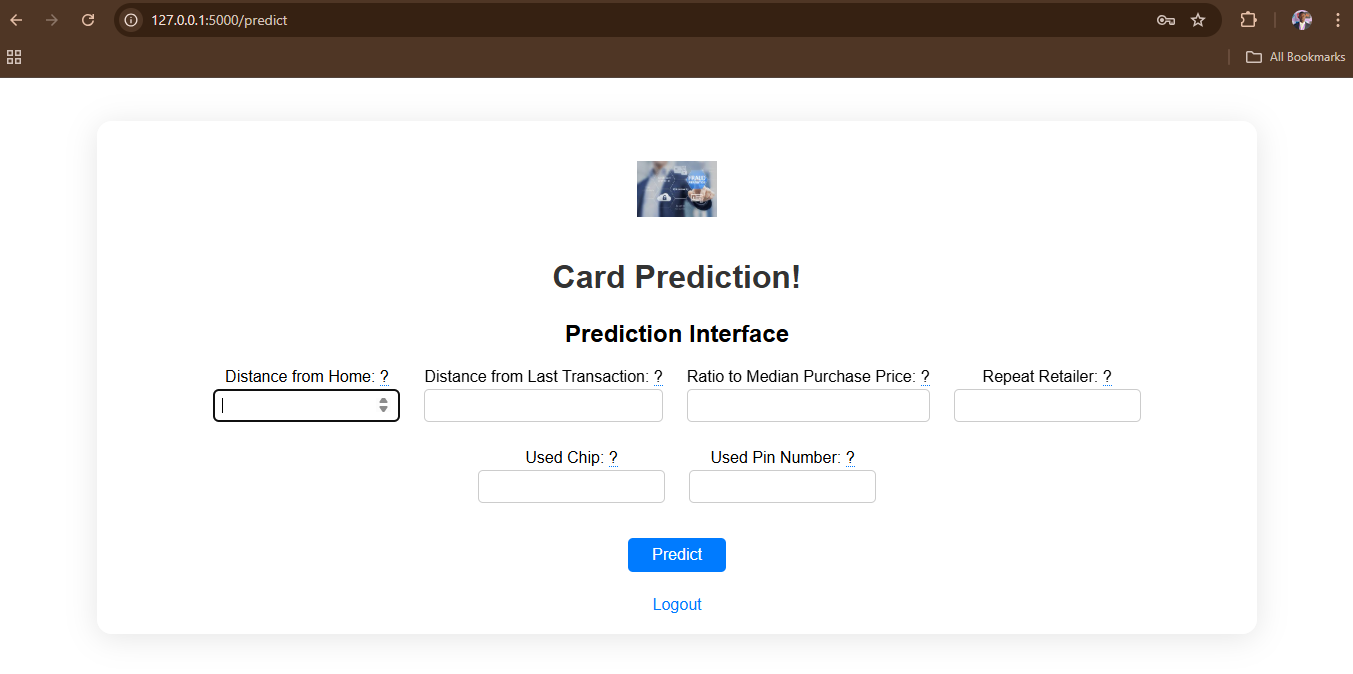 127.0.0.1:5000/predict
All Bookmarks
FRAUD
Card Prediction!
Prediction Interface
Distance from Home: ? Distance from Last Transaction: ? Ratio to Median Purchase Price: ? Repeat Retailer: ?
Used Chip: ? Used Pin Number: ?
Predict
Logout